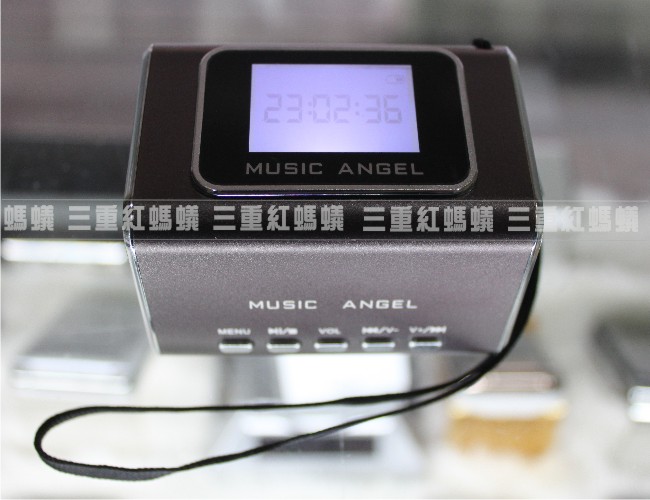 23:02:36
MUSIC ANGEL
螞蟻 三重紅螞蟻 三重紅螞蟻 三重紅螞蟻
MUSIC ANGEL
MENU VOL V- V+